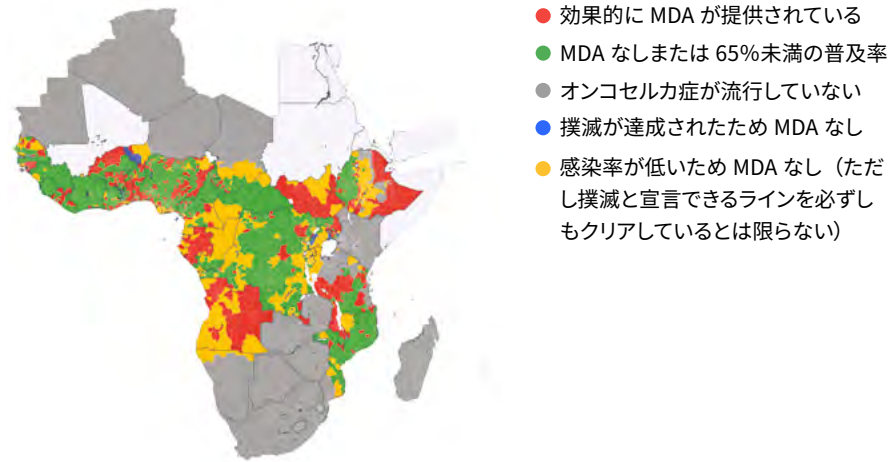 効果的に MDA が提供されている
MDA なしまたは 65%未満の普及率
オンコセルカ症が流行していない
撲滅が達成されたため MDA なし
感染率が低いため MDA なし（ただ
し撲滅と宣言できるラインを必ずし
もクリアしているとは限らない）